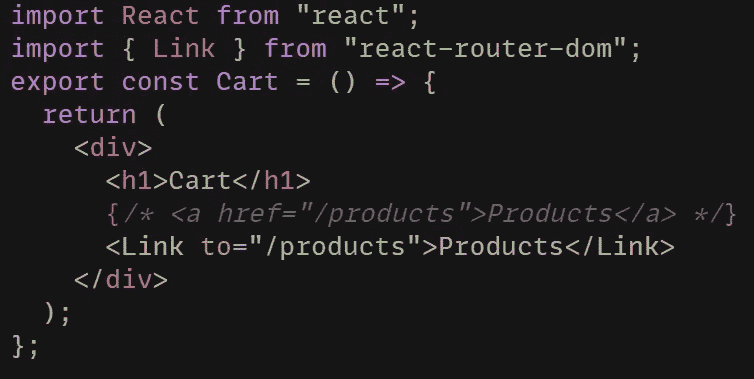 import React from "react";
import { Link } from "react-router-dom";
export const Cart = () => {
  return (
    <div>
      <h1>Cart</h1>
      {/* <a href="/products">Products</a> */}
      <Link to="/products">Products</Link>
    </div>
  );
};